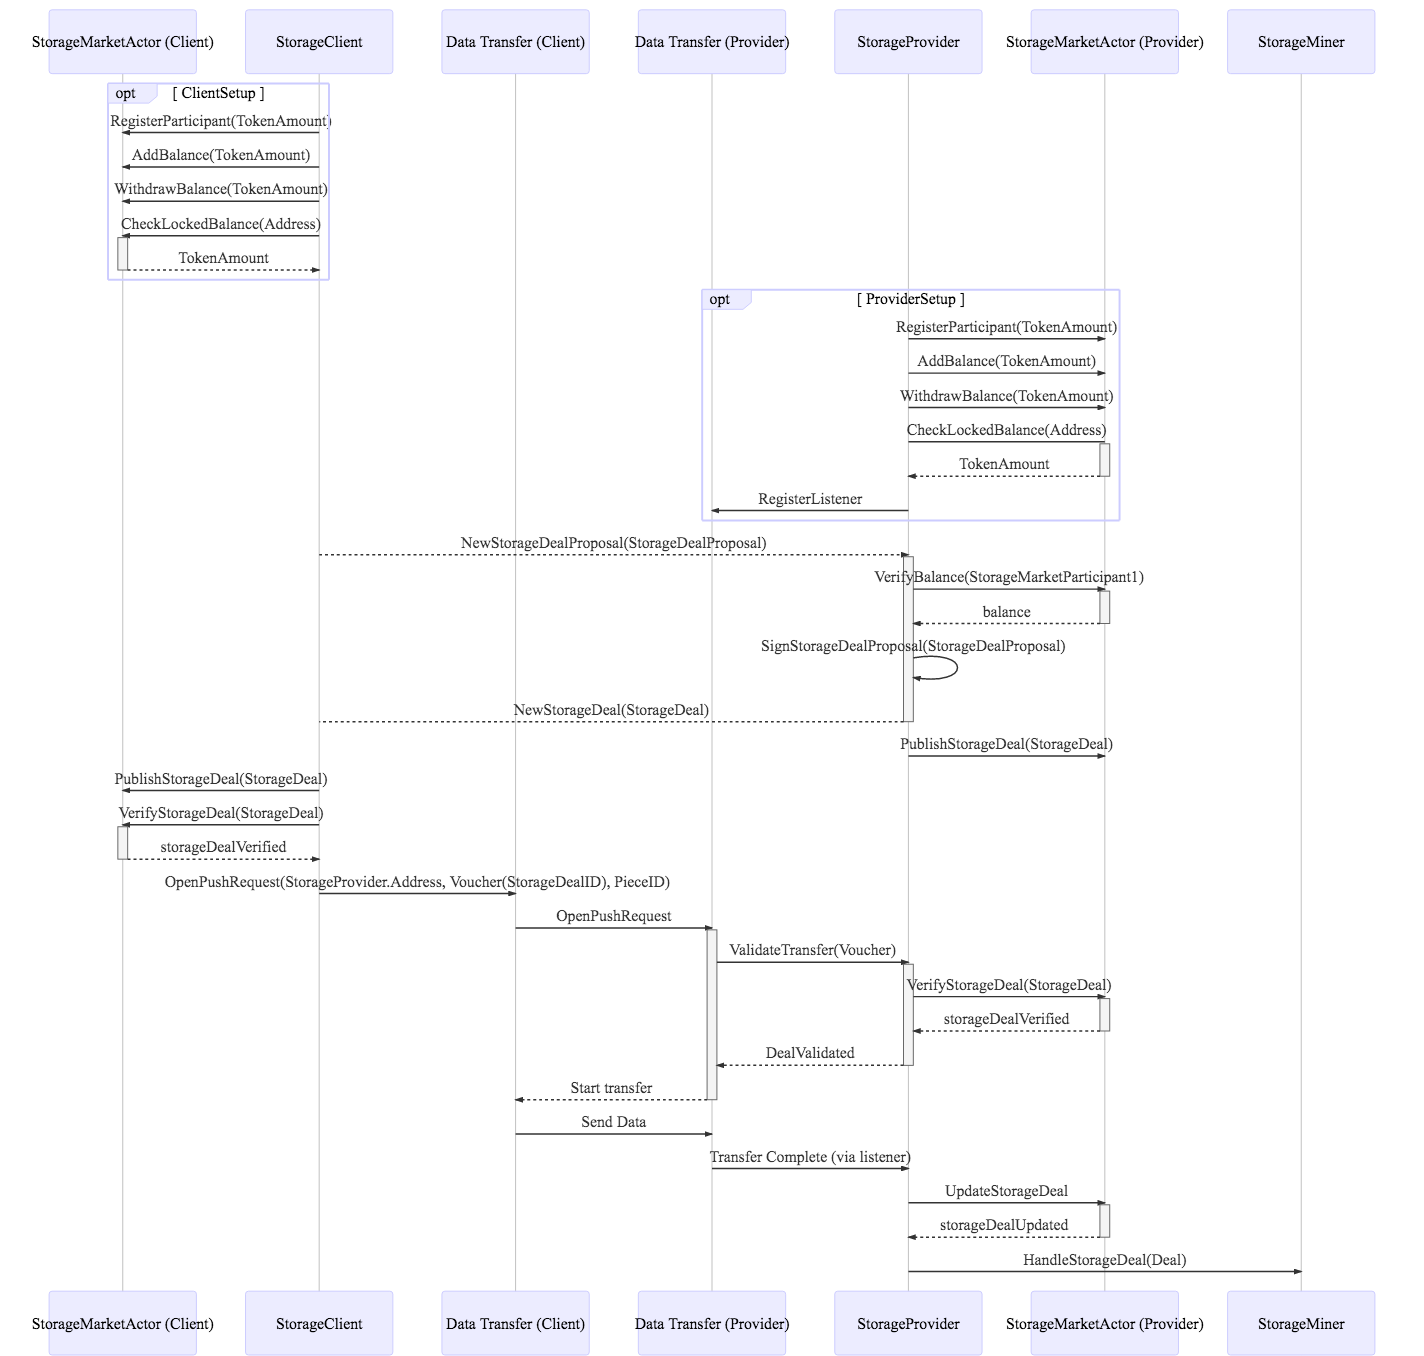 StorageMarketActor (Client)
StorageClient
Data Transfer (Client)
Data Transfer (Provider)
StorageProvider
StorageMarketActor (Provider)
StorageMiner
opt
[ ClientSetup ]
RegisterParticipant(TokenAmount)
AddBalance(TokenAmount)
WithdrawBalance(TokenAmount)
CheckLockedBalance(Address)
TokenAmount
opt
[ ProviderSetup ]
RegisterParticipant(TokenAmount)
AddBalance(TokenAmount)
WithdrawBalance(TokenAmount)
CheckLockedBalance(Address)
TokenAmount
RegisterListener
NewStorageDealProposal(StorageDealProposal)
VerifyBalance(StorageMarketParticipant1)
balance
SignStorageDealProposal(StorageDealProposal)
NewStorageDeal(StorageDeal)
PublishStorageDeal(StorageDeal)
PublishStorageDeal(StorageDeal)
VerifyStorageDeal(StorageDeal)
storageDealVerified
OpenPushRequest(StorageProvider.Address, Voucher(StorageDealID), PieceID)
OpenPushRequest
ValidateTransfer(Voucher)
VerifyStorageDeal(StorageDeal)
storageDealVerified
DealValidated
Start transfer
Send Data
Transfer Complete (via listener)
UpdateStorageDeal
storageDealUpdated
HandleStorageDeal(Deal)
StorageMarketActor (Client)
StorageClient
Data Transfer (Client)
Data Transfer (Provider)
StorageProvider
StorageMarketActor (Provider)
StorageMiner